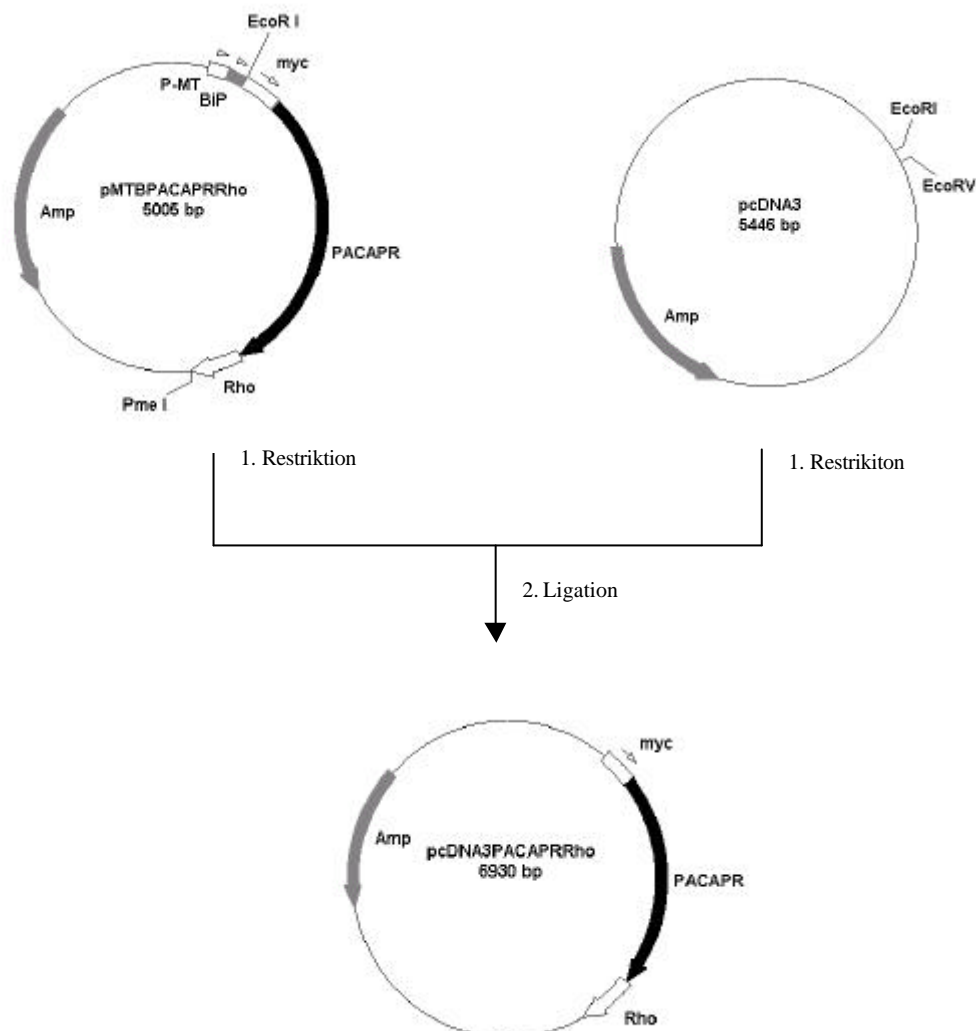 EcoR I
myc
P-MT
BiP
pMTBPACAPRRho
5005 bp
Amp
PACAPR
Rho
Pme I
EcoRI
EcoRV
pcDNA3
5446 bp
Amp
1. Restriktion
1. Restrikiton
2. Ligation
myc
Amp
pcDNA3PACAPRRho
6930 bp
PACAPR
Rho